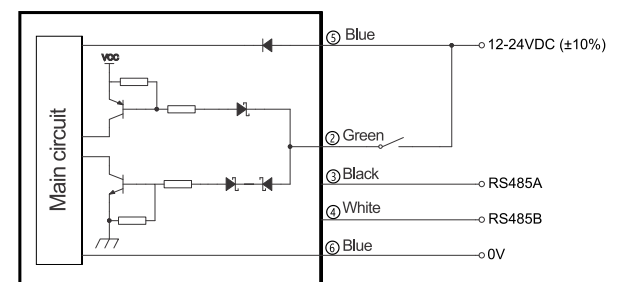 ⑤ Blue
12-24VDC (±10%)
VCC
② Green
Main circuit
③ Black
RS485A
④ White
RS485B
⑥ Blue
0V